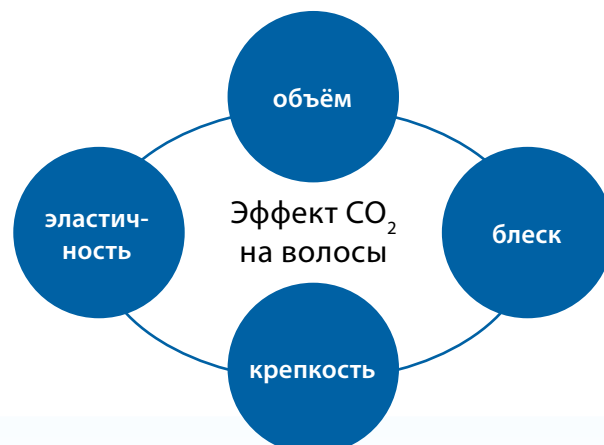 объём
эластич-
ность
Эффект CO₂
на волосы
блеск
крепкость